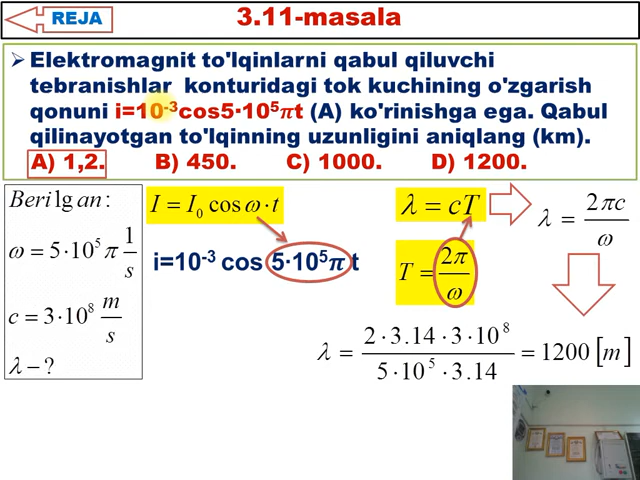 REJA
3.11-masala
➢ Elektromagnit to'lqinlarni qabul qiluvchi
tebranishlar konturidagi tok kuchining o'zgarish
qonuni i=10⁻³cos5·10⁵πt (A) ko'rinishga ega. Qabul
qilinayotgan to'lqinning uzunligini aniqlang (km).
A) 1,2. B) 450. C) 1000. D) 1200.
Berilgan:
ω = 5·10⁵ π 1/s
c = 3·10⁸ m/s
λ − ?
I = I₀ cos ω · t
i=10⁻³ cos 5·10⁵π t
λ = cT
T = 2π/ω
λ = 2πc/ω
λ = (2·3.14·3·10⁸)/(5·10⁵·3.14) = 1200 [m]